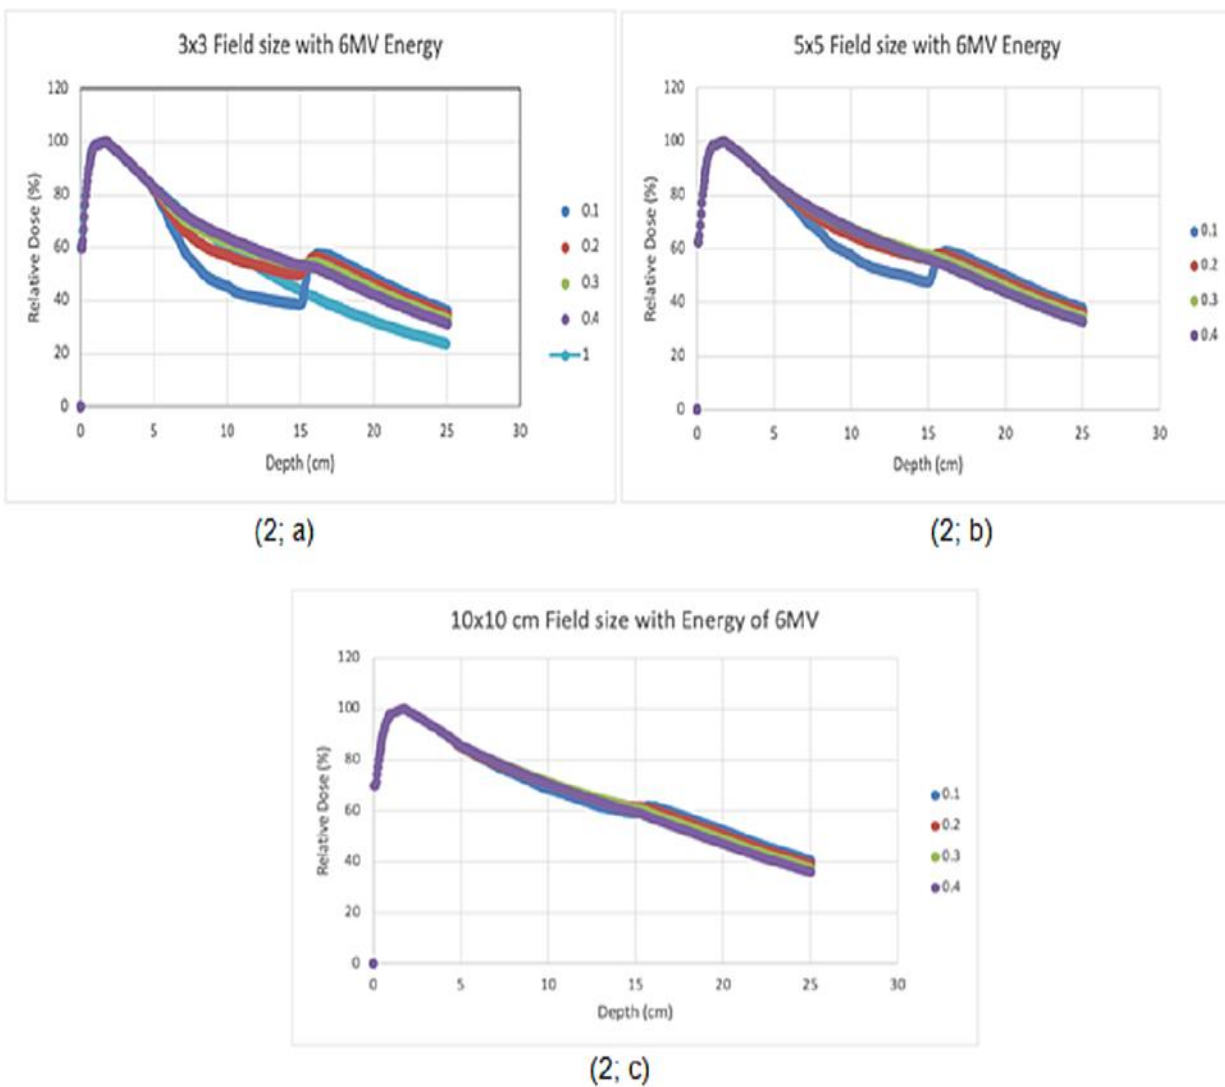 3x3 Field size with 6MV Energy
120
100
80
60
40
20
0
0 5 10 15 20 25 30
Relative Dose (%)
Depth (cm)
0.1
0.2
0.3
0.4
1
(2; a)
5x5 Field size with 6MV Energy
120
100
80
60
40
20
0
0 5 10 15 20 25 30
Relative Dose (%)
Depth (cm)
0.1
0.2
0.3
0.4
(2; b)
10x10 cm Field size with Energy of 6MV
120
100
80
60
40
20
0
0 5 10 15 20 25 30
Relative Dose (%)
Depth (cm)
0.1
0.2
0.3
0.4
(2; c)